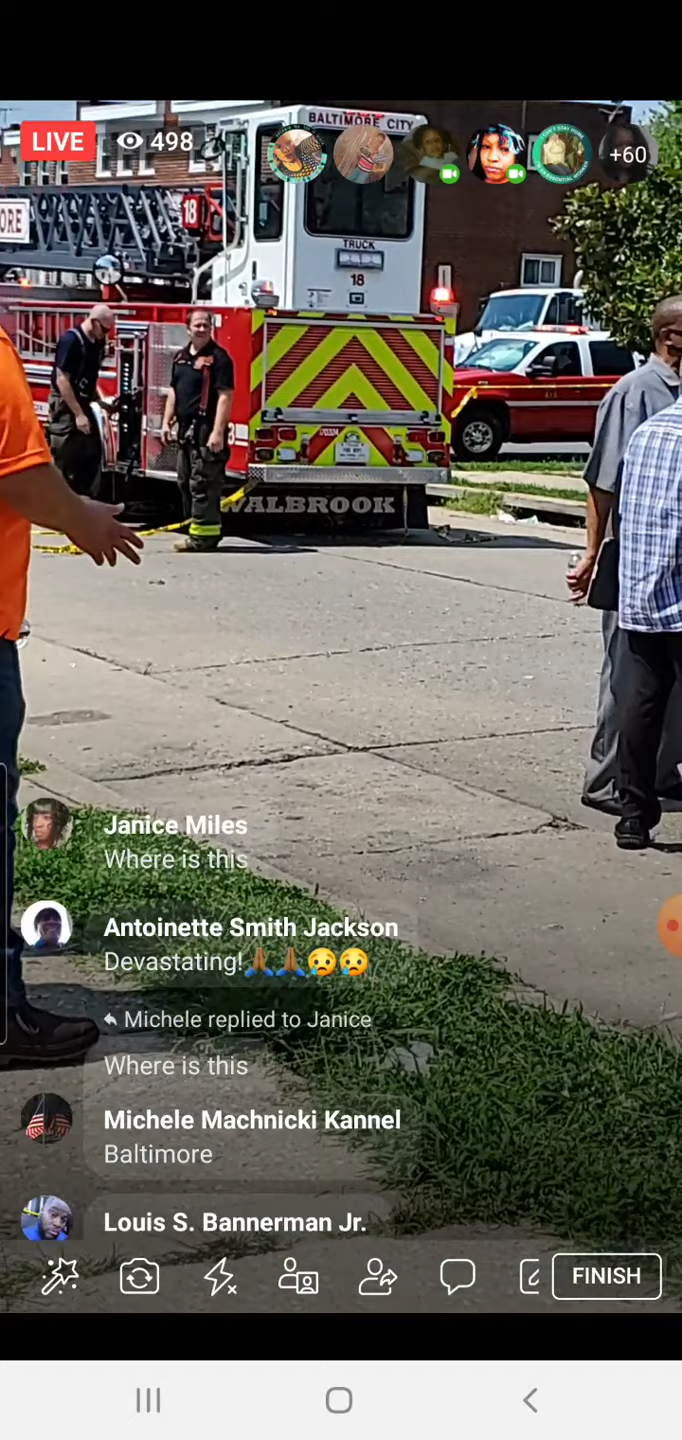 BALTIMORE CITY
LIVE
498
+60
18
ORE
TRUCK
18
WALBROOK
Janice Miles
Where is this
Antoinette Smith Jackson
Devastating!🙏🏾🙏🏾😢😢
Michele replied to Janice
Where is this
Michele Machnicki Kannel
Baltimore
Louis S. Bannerman Jr.
FINISH